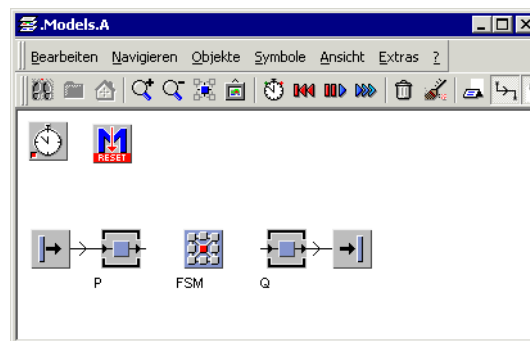 .Models.A
Bearbeiten Navigieren Objekte Symbole Ansicht Extras ?
M
RESET
P FSM Q